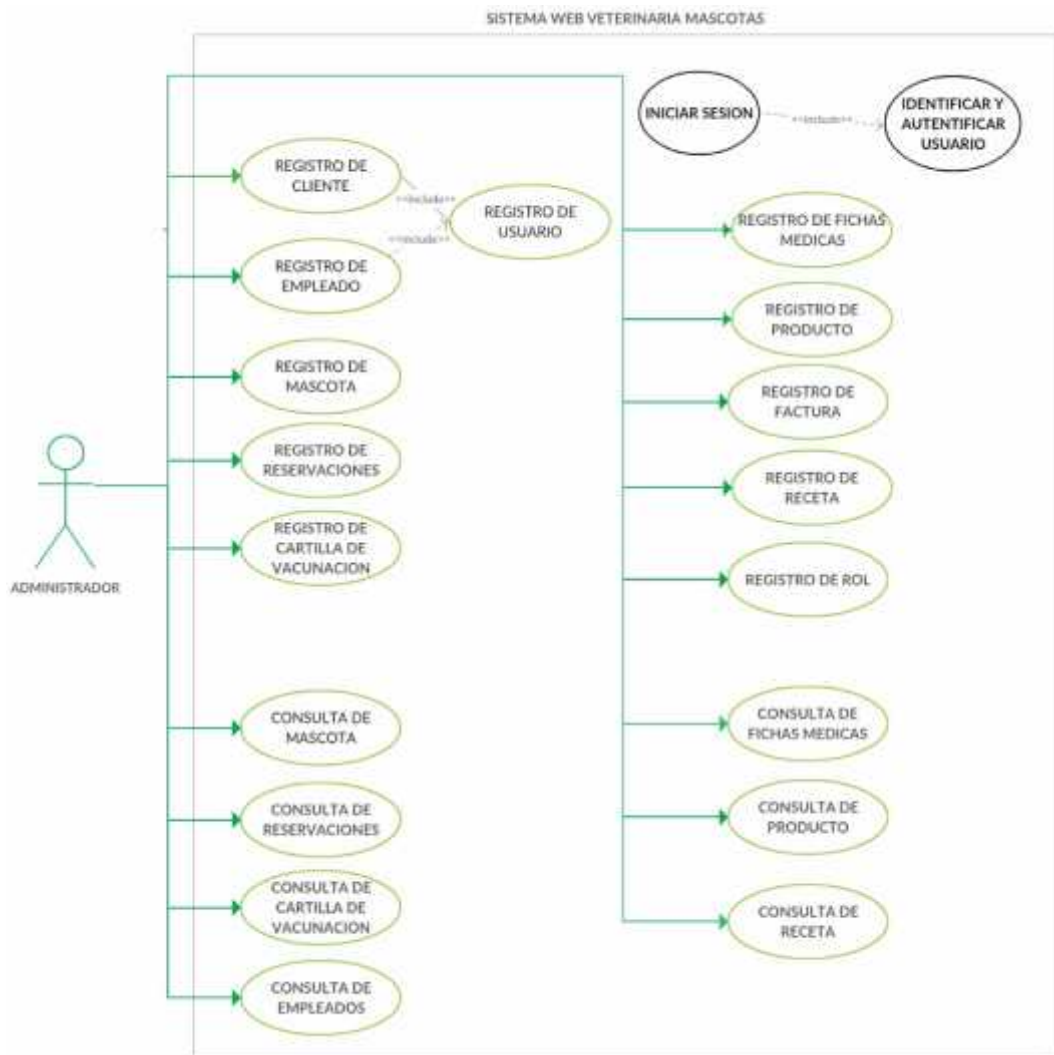 SISTEMA WEB VETERINARIA MASCOTAS
INICIAR SESION
<<include>>
IDENTIFICAR Y
AUTENTIFICAR
USUARIO
REGISTRO DE
CLIENTE
<<include>>
REGISTRO DE
USUARIO
<<include>>
REGISTRO DE
EMPLEADO
REGISTRO DE
MASCOTA
REGISTRO DE
RESERVACIONES
REGISTRO DE
CARTILLA DE
VACUNACION
ADMINISTRADOR
CONSULTA DE
MASCOTA
CONSULTA DE
RESERVACIONES
CONSULTA DE
CARTILLA DE
VACUNACION
CONSULTA DE
EMPLEADOS
REGISTRO DE FICHAS
MEDICAS
REGISTRO DE
PRODUCTO
REGISTRO DE
FACTURA
REGISTRO DE
RECETA
REGISTRO DE ROL
CONSULTA DE
FICHAS MEDICAS
CONSULTA DE
PRODUCTO
CONSULTA DE
RECETA